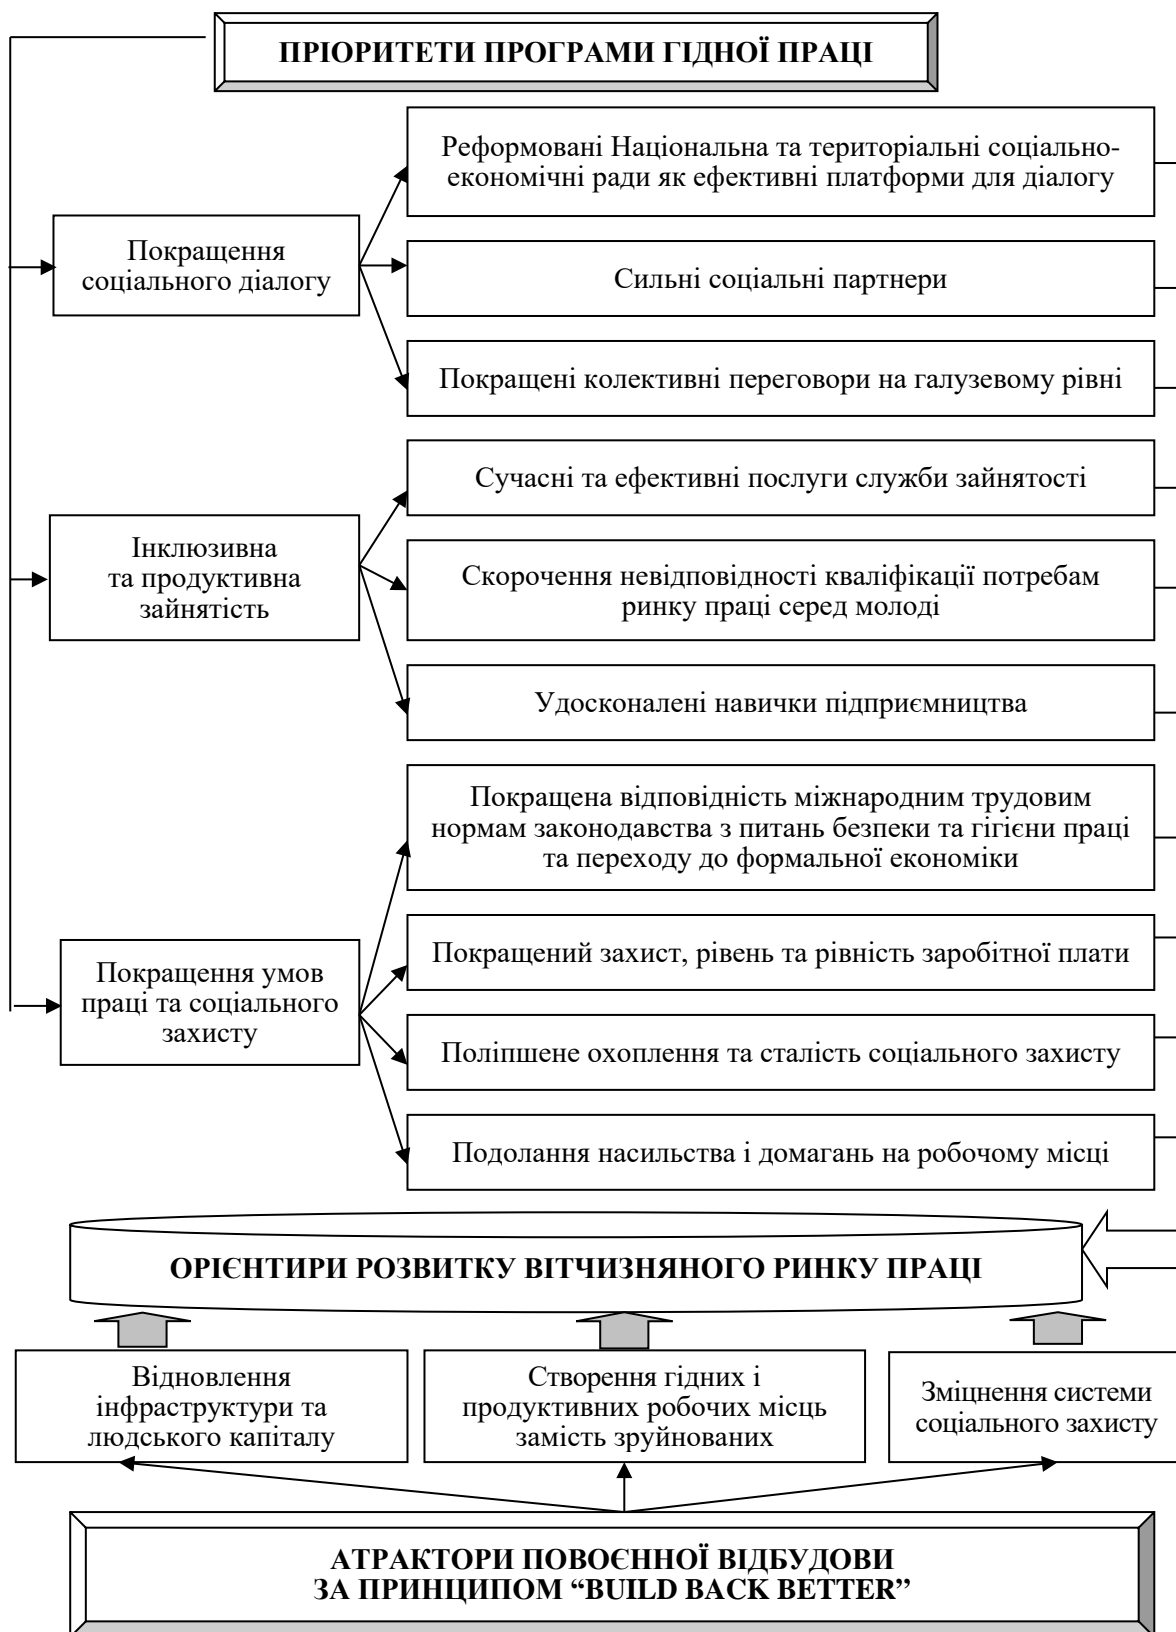 ПРІОРИТЕТИ ПРОГРАМИ ГІДНОЇ ПРАЦІ
Покращення
соціального діалогу
Реформовані Національна та територіальні соціально-
економічні ради як ефективні платформи для діалогу
Сильні соціальні партнери
Покращені колективні переговори на галузевому рівні
Інклюзивна
та продуктивна
зайнятість
Сучасні та ефективні послуги служби зайнятості
Скорочення невідповідності кваліфікації потребам
ринку праці серед молоді
Удосконалені навички підприємництва
Покращення умов
праці та соціального
захисту
Покращена відповідність міжнародним трудовим
нормам законодавства з питань безпеки та гігієни праці
та переходу до формальної економіки
Покращений захист, рівень та рівність заробітної плати
Поліпшене охоплення та сталість соціального захисту
Подолання насильства і домагань на робочому місці
ОРІЄНТИРИ РОЗВИТКУ ВІТЧИЗНЯНОГО РИНКУ ПРАЦІ
Відновлення
інфраструктури та
людського капіталу
Створення гідних і
продуктивних робочих місць
замість зруйнованих
Зміцнення системи
соціального захисту
АТРАКТОРИ ПОВОЄННОЇ ВІДБУДОВИ
ЗА ПРИНЦИПОМ “BUILD BACK BETTER”